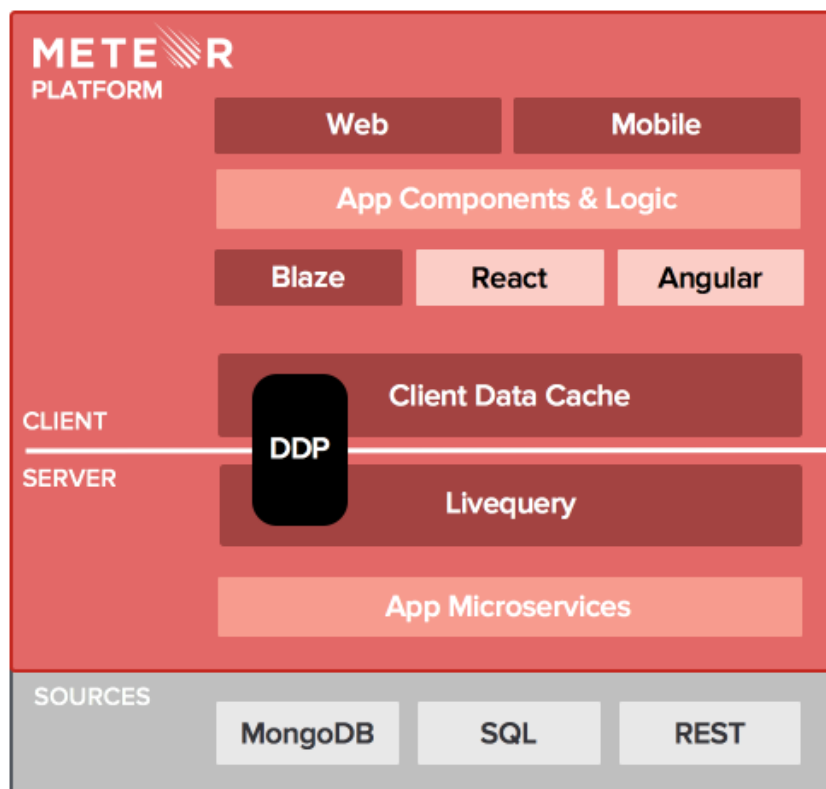 METEOR
PLATFORM
Web Mobile
App Components & Logic
Blaze React Angular
Client Data Cache
CLIENT
DDP
SERVER
Livequery
App Microservices
SOURCES
MongoDB SQL REST